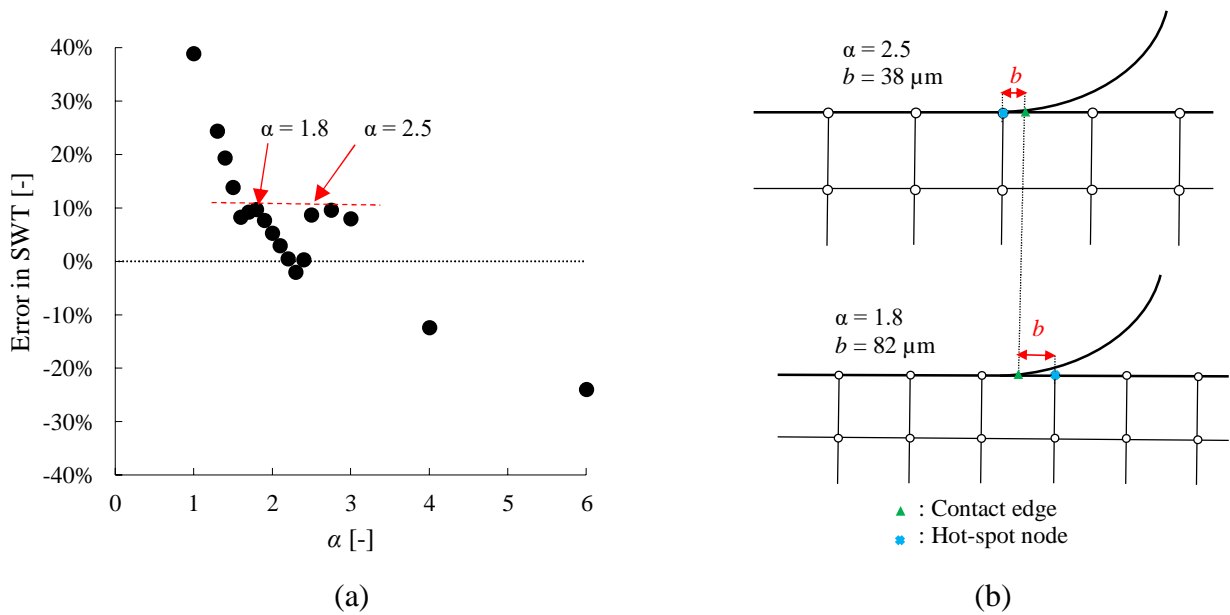 40%
30%
20%
10%
0%
-10%
-20%
-30%
-40%
Error in SWT [-]
α = 1.8
α = 2.5
0
1
2
3
4
5
6
α [-]
(a)
α = 2.5
b = 38 µm
b
α = 1.8
b = 82 µm
b
: Contact edge
: Hot-spot node
(b)